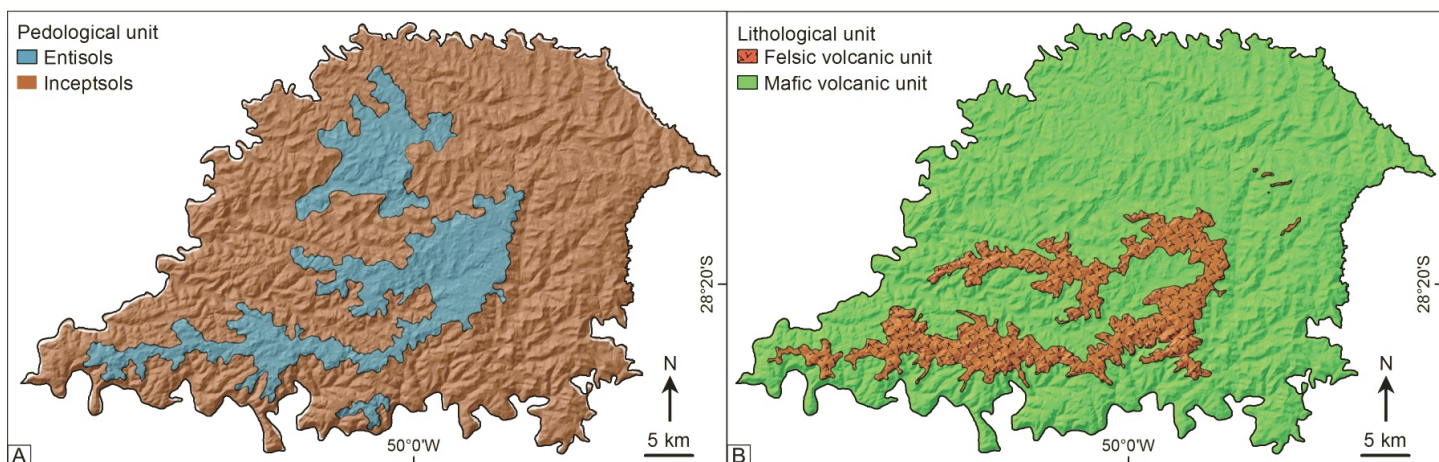 Pedological unit
Entisols
Inceptsols
A
50°0'W
N
5 km
28°20'S
Lithological unit
Felsic volcanic unit
Mafic volcanic unit
B
50°0'W
N
5 km
28°20'S